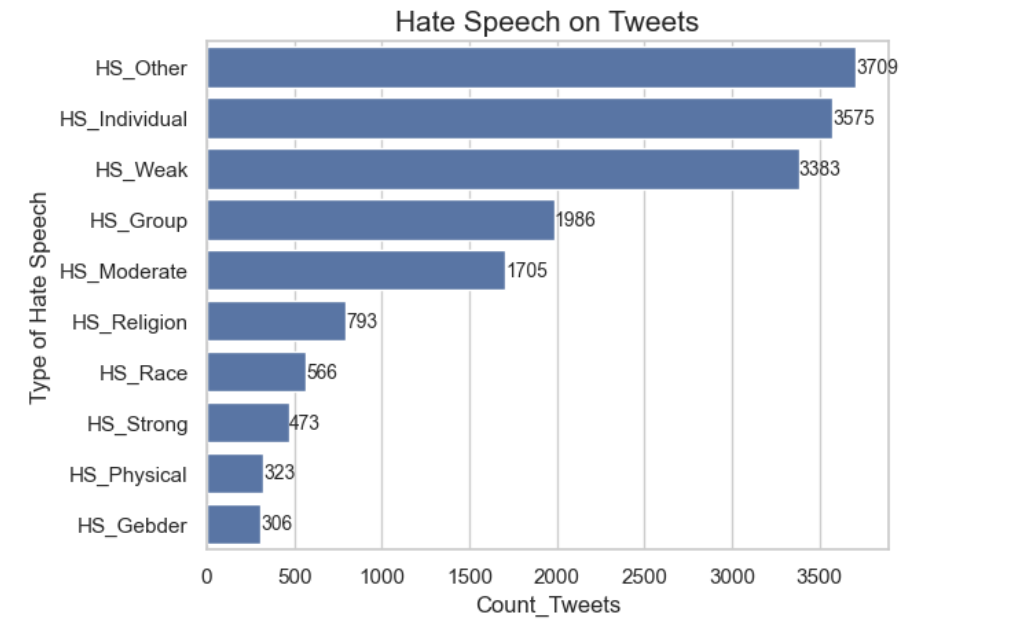 Hate Speech on Tweets
Type of Hate Speech
HS_Other 3709
HS_Individual 3575
HS_Weak 3383
HS_Group 1986
HS_Moderate 1705
HS_Religion 793
HS_Race 566
HS_Strong 473
HS_Physical 323
HS_Gebder 306
0 500 1000 1500 2000 2500 3000 3500
Count_Tweets